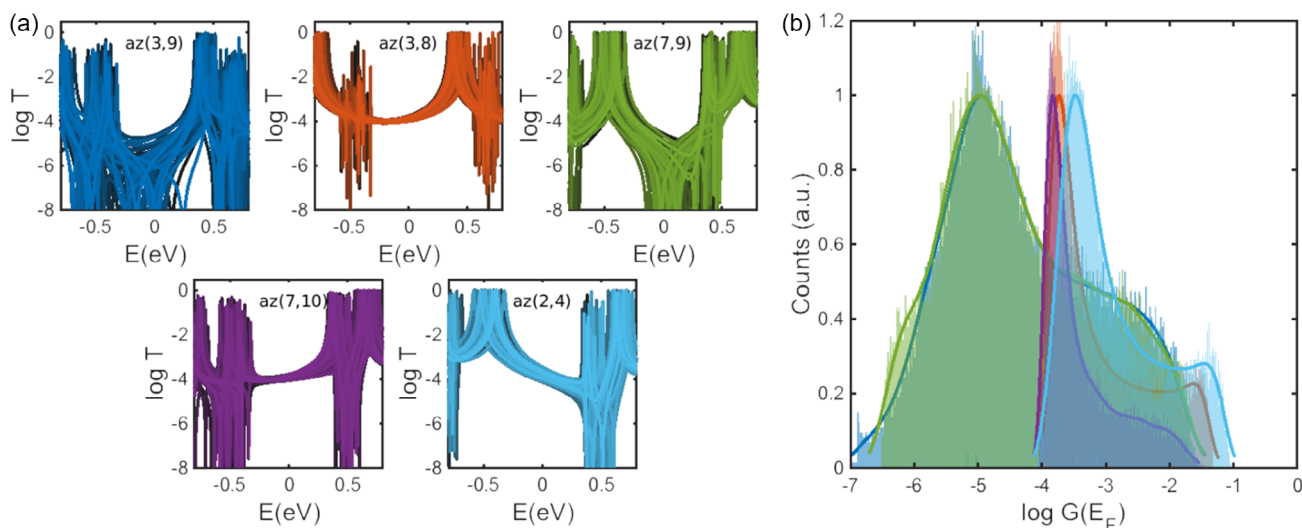 (a)
0
-2
-4
-6
-8
log T
az(3,9)
-0.5 0 0.5
E(eV)
0
-2
-4
-6
-8
log T
az(3,8)
-0.5 0 0.5
E(eV)
0
-2
-4
-6
-8
log T
az(7,9)
-0.5 0 0.5
E(eV)
0
-2
-4
-6
-8
log T
az(7,10)
-0.5 0 0.5
E(eV)
0
-2
-4
-6
-8
log T
az(2,4)
-0.5 0 0.5
E(eV)
(b)
1.2
1
0.8
0.6
0.4
0.2
0
Counts (a.u.)
-7 -6 -5 -4 -3 -2 -1 0
log G(E_F)